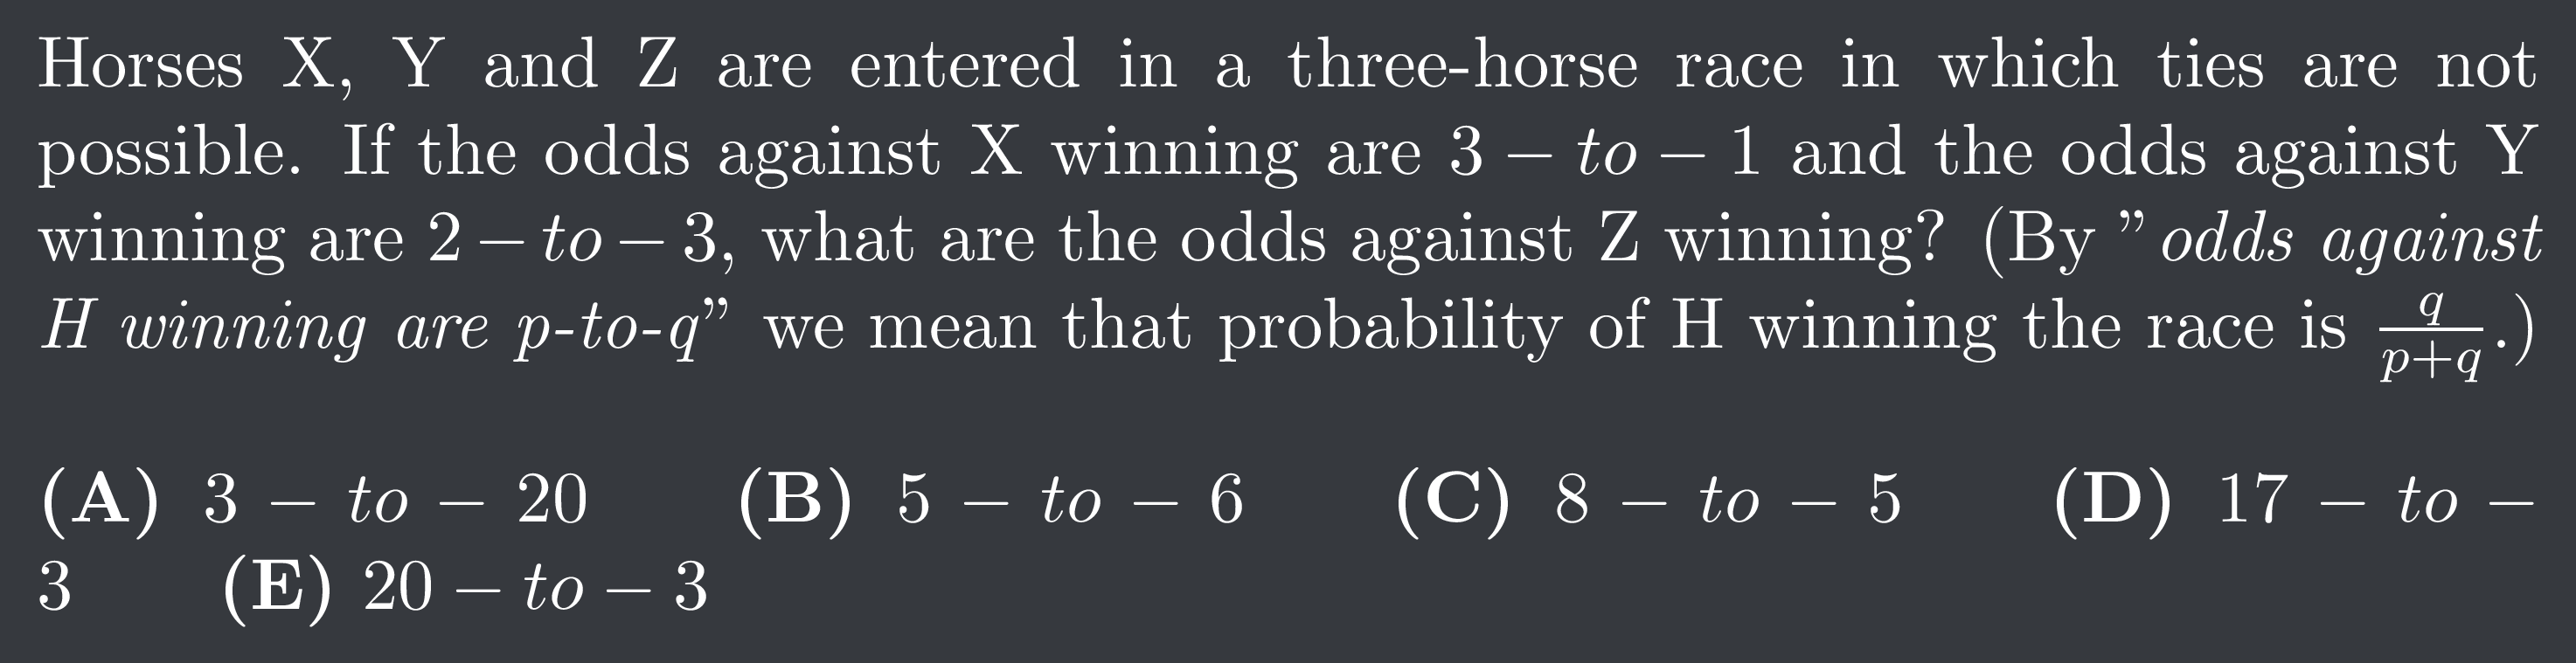 Horses X, Y and Z are entered in a three-horse race in which ties are not
possible. If the odds against X winning are 3 − to − 1 and the odds against Y
winning are 2 − to − 3, what are the odds against Z winning? (By ” odds against
H winning are p-to-q” we mean that probability of H winning the race is $\frac{q}{p+q}$.)
(A) 3 − to − 20 (B) 5 − to − 6 (C) 8 − to − 5 (D) 17 − to −
3 (E) 20 − to − 3